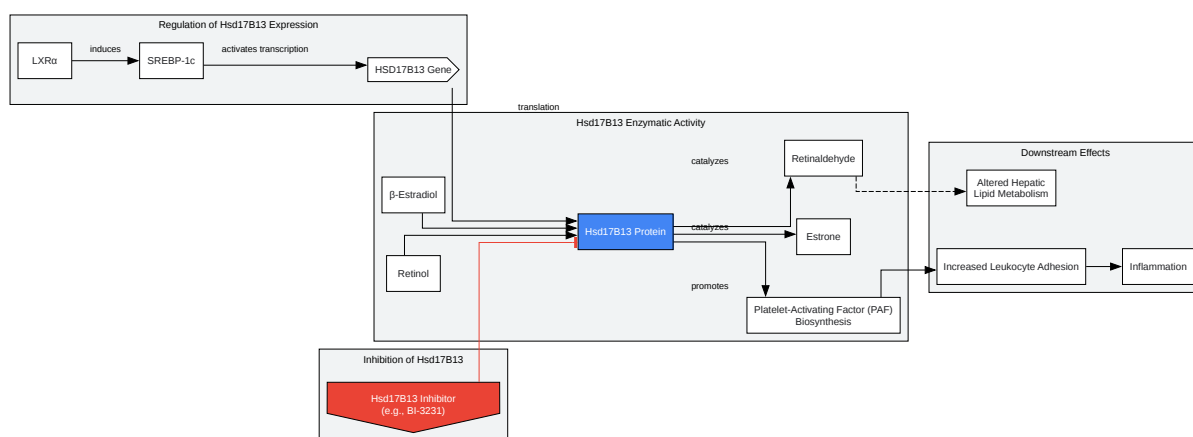 Regulation of Hsd17B13 Expression
LXRα
induces
SREBP-1c
activates transcription
HSD17B13 Gene
translation
Hsd17B13 Enzymatic Activity
β-Estradiol
Retinol
Hsd17B13 Protein
catalyzes
Retinaldehyde
catalyzes
Estrone
promotes
Platelet-Activating Factor (PAF)
Biosynthesis
Downstream Effects
Altered Hepatic
Lipid Metabolism
Increased Leukocyte Adhesion
Inflammation
Inhibition of Hsd17B13
Hsd17B13 Inhibitor
(e.g., BI-3231)